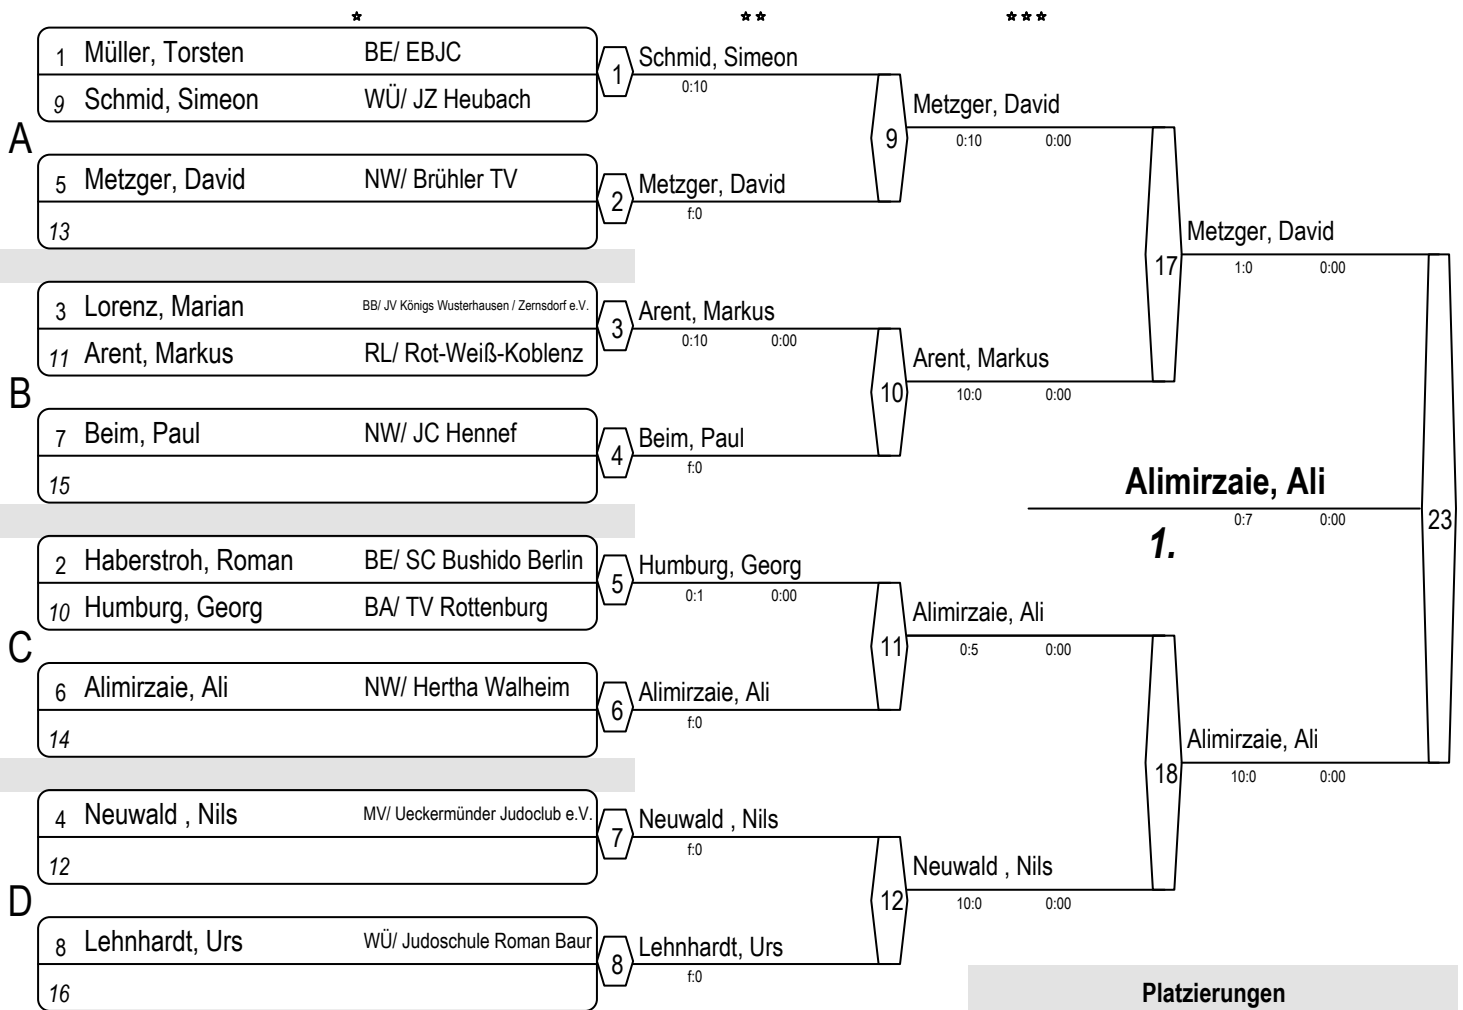 * ** ***
1 Müller, Torsten BE/ EBJC
9 Schmid, Simeon WÜ/ JZ Heubach
A
5 Metzger, David NW/ Brühler TV
13
3 Lorenz, Marian BB/ JV Königs Wusterhausen / Zernsdorf e.V.
11 Arent, Markus RL/ Rot-Weiß-Koblenz
B
7 Beim, Paul NW/ JC Hennef
15
2 Haberstroh, Roman BE/ SC Bushido Berlin
10 Humburg, Georg BA/ TV Rottenburg
C
6 Alimirzaie, Ali NW/ Hertha Walheim
14
4 Neuwald , Nils MV/ Ueckermünder Judoclub e.V.
12
D
8 Lehnhardt, Urs WÜ/ Judoschule Roman Baur
16
1 Schmid, Simeon
0:10
2 Metzger, David
f:0
3 Arent, Markus
0:10 0:00
4 Beim, Paul
f:0
5 Humburg, Georg
0:1 0:00
6 Alimirzaie, Ali
f:0
7 Neuwald , Nils
f:0
8 Lehnhardt, Urs
f:0
9 Metzger, David
0:10 0:00
10 Arent, Markus
10:0 0:00
11 Alimirzaie, Ali
0:5 0:00
12 Neuwald , Nils
10:0 0:00
17 Metzger, David
1:0 0:00
18 Alimirzaie, Ali
10:0 0:00
23
Alimirzaie, Ali
0:7 0:00
1.
Platzierungen